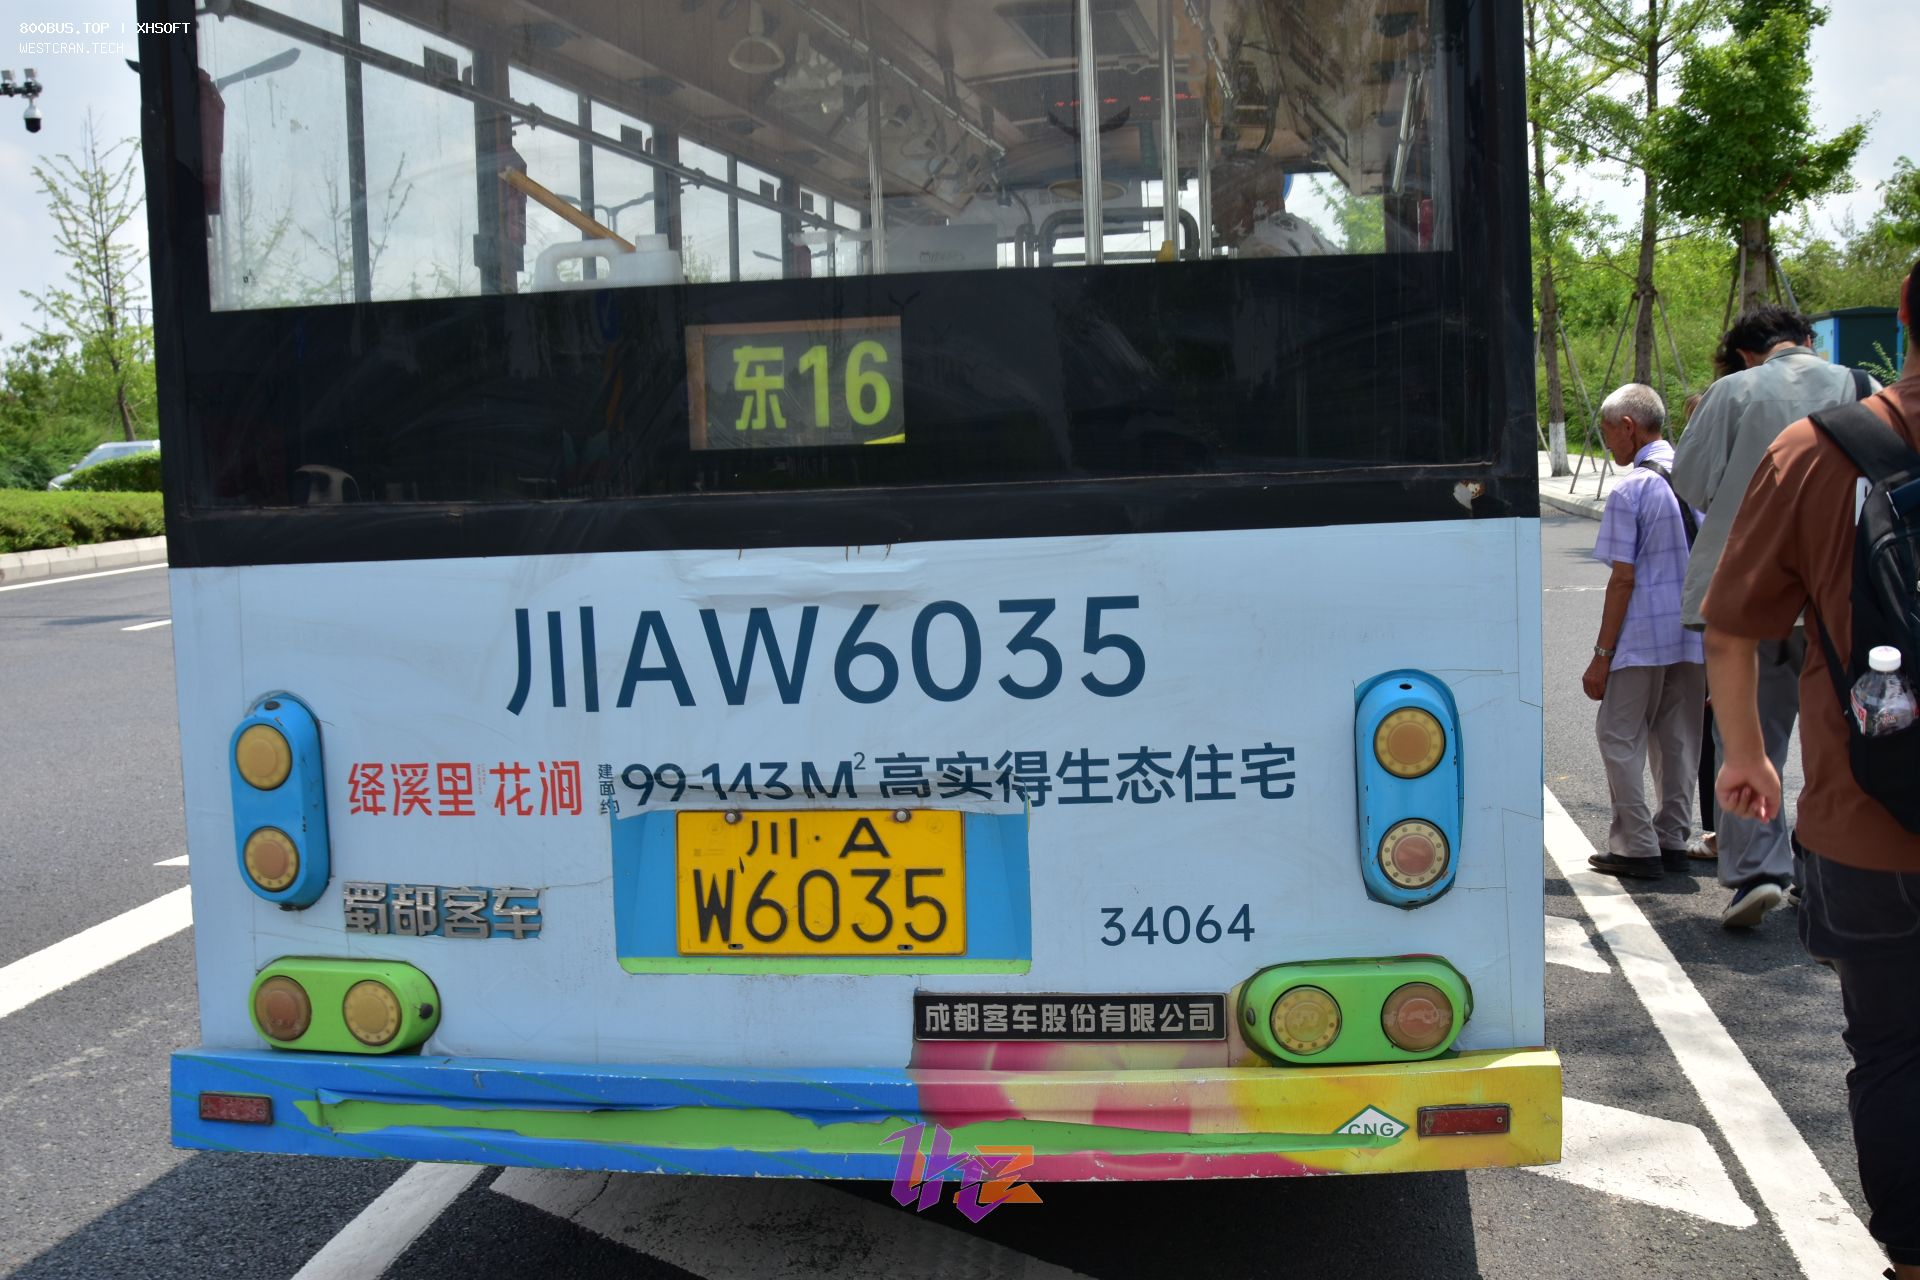 800BUS.TOP | XHSOFT
WESTCRAN.TECH
东16
川AW6035
绛溪里 花涧 建面约 99-143M² 高实得生态住宅
川·A
W6035
蜀都客车
34064
成都客车股份有限公司
CNG